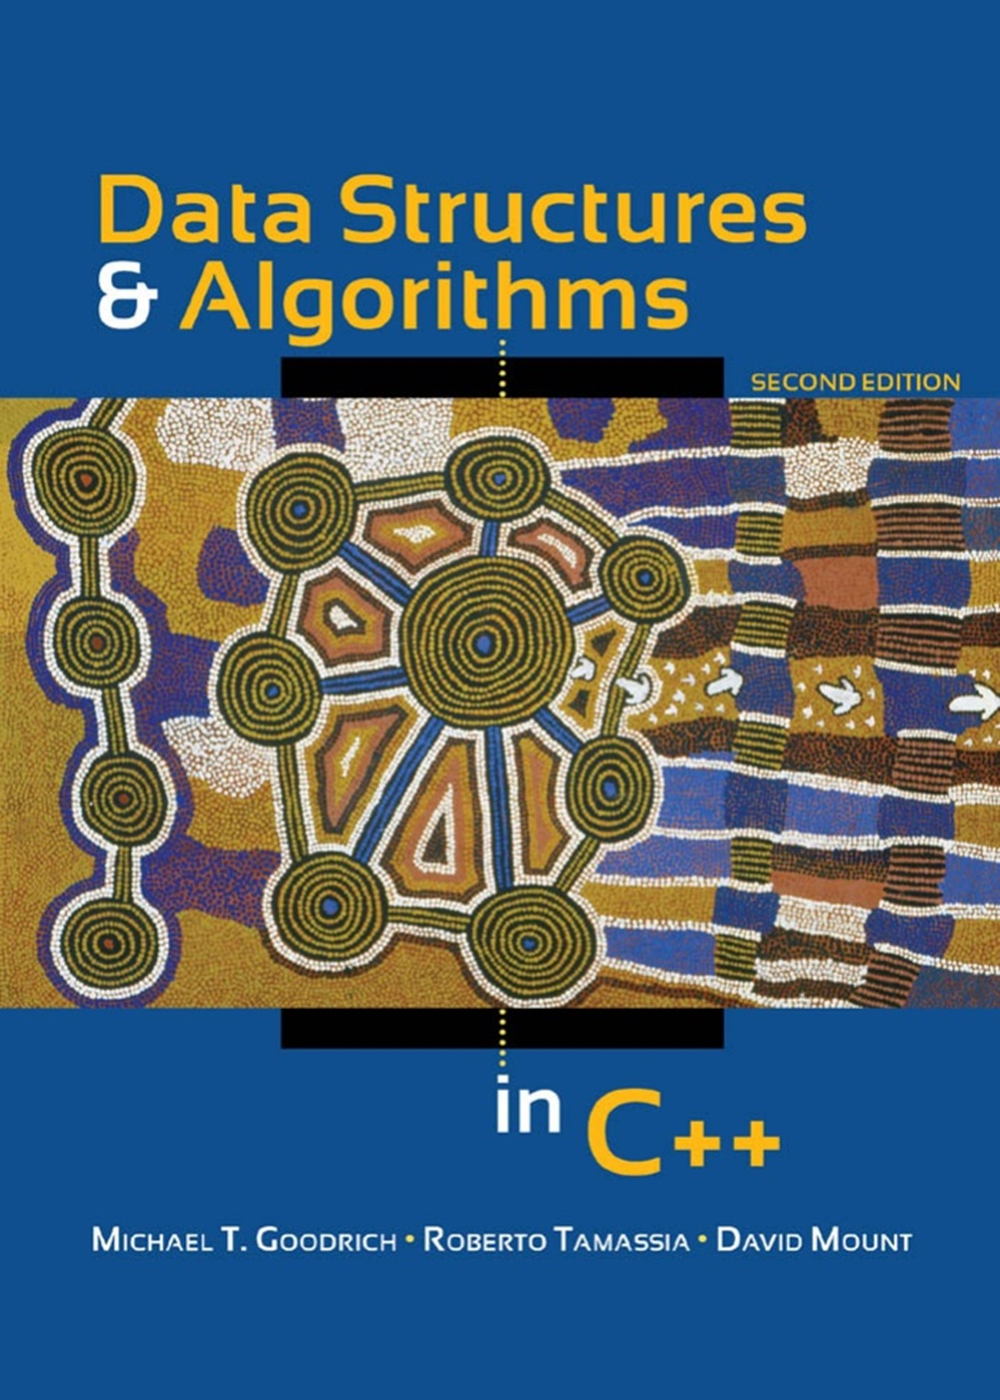 Data Structures
& Algorithms
SECOND EDITION
in C++
MICHAEL T. GOODRICH • ROBERTO TAMASSIA • DAVID MOUNT